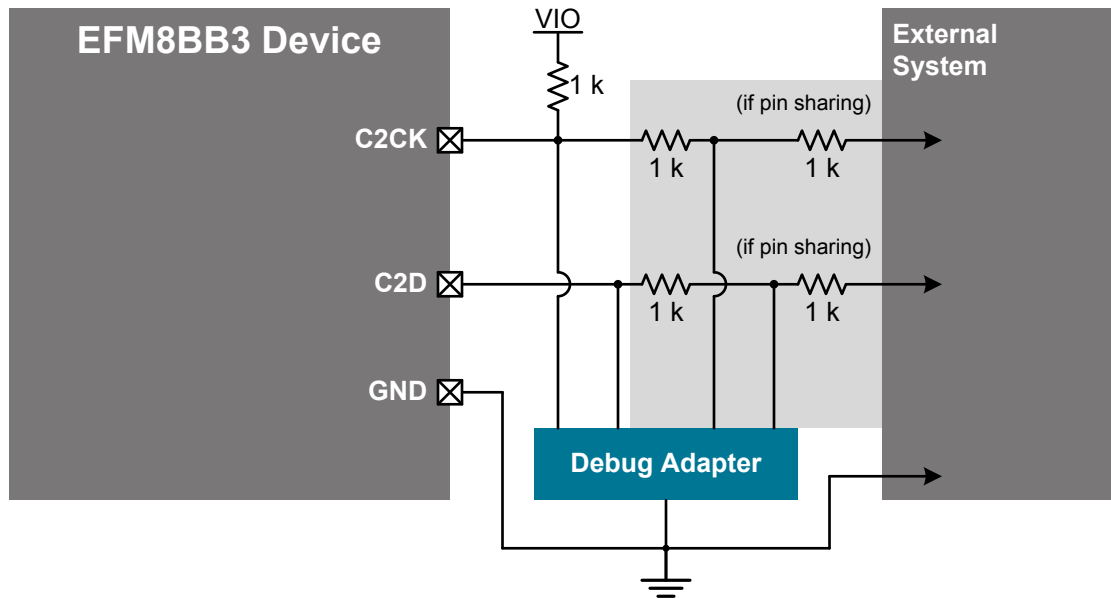 EFM8BB3 Device
VIO
External
System
1 k
(if pin sharing)
C2CK
1 k
1 k
(if pin sharing)
C2D
1 k
1 k
GND
Debug Adapter